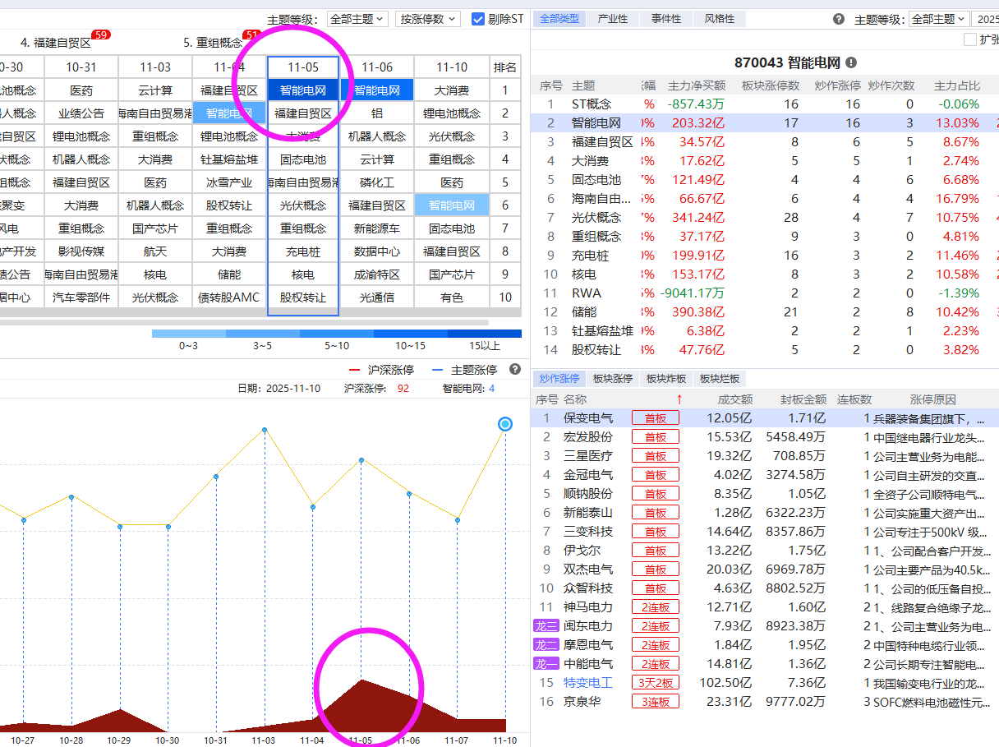 主题等级： 全部主题 按涨停数 剔除ST
4. 福建自贸区 59 5. 重组概念 51
0-30 10-31 11-03 11-04 11-05 11-06 11-10 排名
池概念 医药 云计算 福建自贸区 智能电网 智能电网 大消费 1
人概念 业绩公告 海南自由贸易港 智能电网 福建自贸区 铝 锂电池概念 2
建自贸区 锂电池概念 重组概念 锂电池概念 大消费 机器人概念 光伏概念 3
伏概念 机器人概念 大消费 钍基熔盐堆 固态电池 云计算 重组概念 4
组概念 福建自贸区 医药 冰雪产业 海南自由贸易港 磷化工 医药 5
聚变 大消费 机器人概念 股权转让 光伏概念 福建自贸区 智能电网 6
风电 重组概念 国产芯片 重组概念 重组概念 新能源车 固态电池 7
产开发 影视传媒 航天 大消费 充电桩 数据中心 福建自贸区 8
绩公告 海南自由贸易港 核电 储能 核电 成渝特区 国产芯片 9
据中心 汽车零部件 光伏概念 债转股AMC 股权转让 光通信 有色 10
0~3 3~5 5~10 10~15 15以上
沪深涨停 主题涨停
日期：2025-11-10 沪深涨停: 92 智能电网: 4
10-27 10-28 10-29 10-30 10-31 11-03 11-04 11-05 11-06 11-07 11-10
全部类型 产业性 事件性 风格性 主题等级： 全部主题 2025
扩张
870043 智能电网
序号 主题 幅 主力净买额 板块涨停数 炒作涨停 炒作次数 主力占比
1 ST概念 % -857.43万 16 16 0 -0.06%
2 智能电网 % 203.32亿 17 16 3 13.03%
3 福建自贸区 % 34.57亿 8 6 5 8.67%
4 大消费 % 17.62亿 5 5 1 2.74%
5 固态电池 % 121.49亿 4 4 6 6.68%
6 海南自由... % 66.67亿 6 4 4 16.79%
7 光伏概念 % 341.24亿 28 4 7 10.75%
8 重组概念 % 37.17亿 9 3 0 4.81%
9 充电桩 % 199.91亿 16 3 2 11.46%
10 核电 % 153.17亿 8 3 2 10.58%
11 RWA % -9041.17万 2 2 0 -1.39%
12 储能 % 390.38亿 21 2 8 10.42%
13 钍基熔盐堆 % 6.38亿 2 2 1 2.23%
14 股权转让 % 47.76亿 5 2 0 3.82%
炒作涨停 板块涨停 板块炸板 板块烂板
序号 名称 ↑ 成交额 封板金额 连板数 涨停原因
1 保变电气 首板 12.05亿 1.71亿 1 兵器装备集团旗下，...
2 宏发股份 首板 15.53亿 5458.49万 1 中国继电器行业龙头...
3 三星医疗 首板 19.32亿 708.85万 1 公司主营业务为电能...
4 金冠电气 首板 4.02亿 3274.58万 1 公司自主研发的交直...
5 顺钠股份 首板 8.35亿 1.05亿 1 全资子公司顺特电气...
6 新能泰山 首板 1.28亿 6322.23万 1 公司实施重大资产出...
7 三变科技 首板 14.64亿 8357.86万 1 公司专注于500kV 级...
8 伊戈尔 首板 13.22亿 1.75亿 1 1、公司配合客户开发...
9 双杰电气 首板 20.03亿 6969.78万 1 公司主要产品为40.5k...
10 众智科技 首板 4.63亿 8802.52万 1 1、公司的低压备自投...
11 神马电力 2连板 12.71亿 1.60亿 2 1、线路复合绝缘子龙...
龙三 闽东电力 2连板 7.93亿 8923.38万 2 1、公司主营业务为电...
龙二 摩恩电气 2连板 1.84亿 1.95亿 2 中国特种电缆行业领...
龙一 中能电气 2连板 14.81亿 1.36亿 2 公司长期专注智能电...
15 特变电工 3天2板 102.50亿 7.36亿 1 我国输变电行业的龙...
16 京泉华 3连板 23.31亿 9777.02万 3 SOFC燃料电池磁性元...